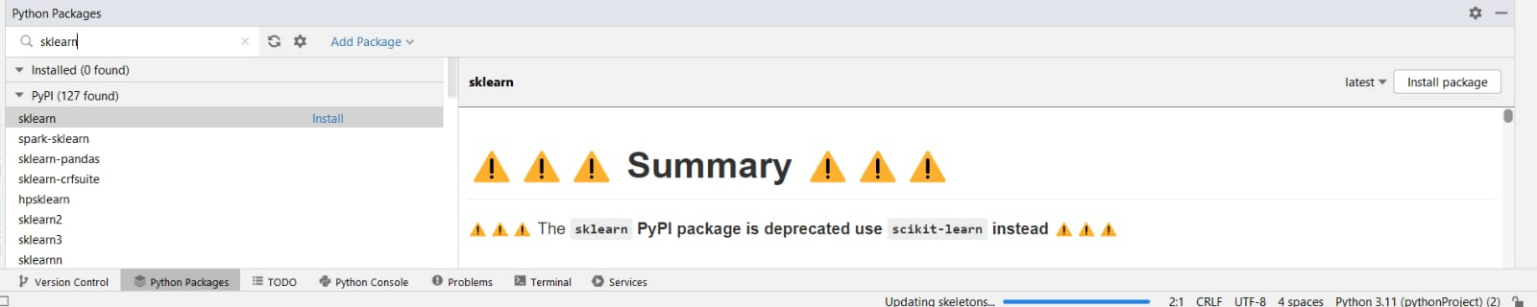 Python Packages
sklearn
Add Package
Installed (0 found)
PyPI (127 found)
sklearn Install
spark-sklearn
sklearn-pandas
sklearn-crfsuite
hpsklearn
sklearn2
sklearn3
sklearnn
sklearn latest Install package
Summary
The sklearn PyPI package is deprecated use scikit-learn instead
Version Control Python Packages TODO Python Console Problems Terminal Services
Updating skeletons... 2:1 CRLF UTF-8 4 spaces Python 3.11 (pythonProject) (2)